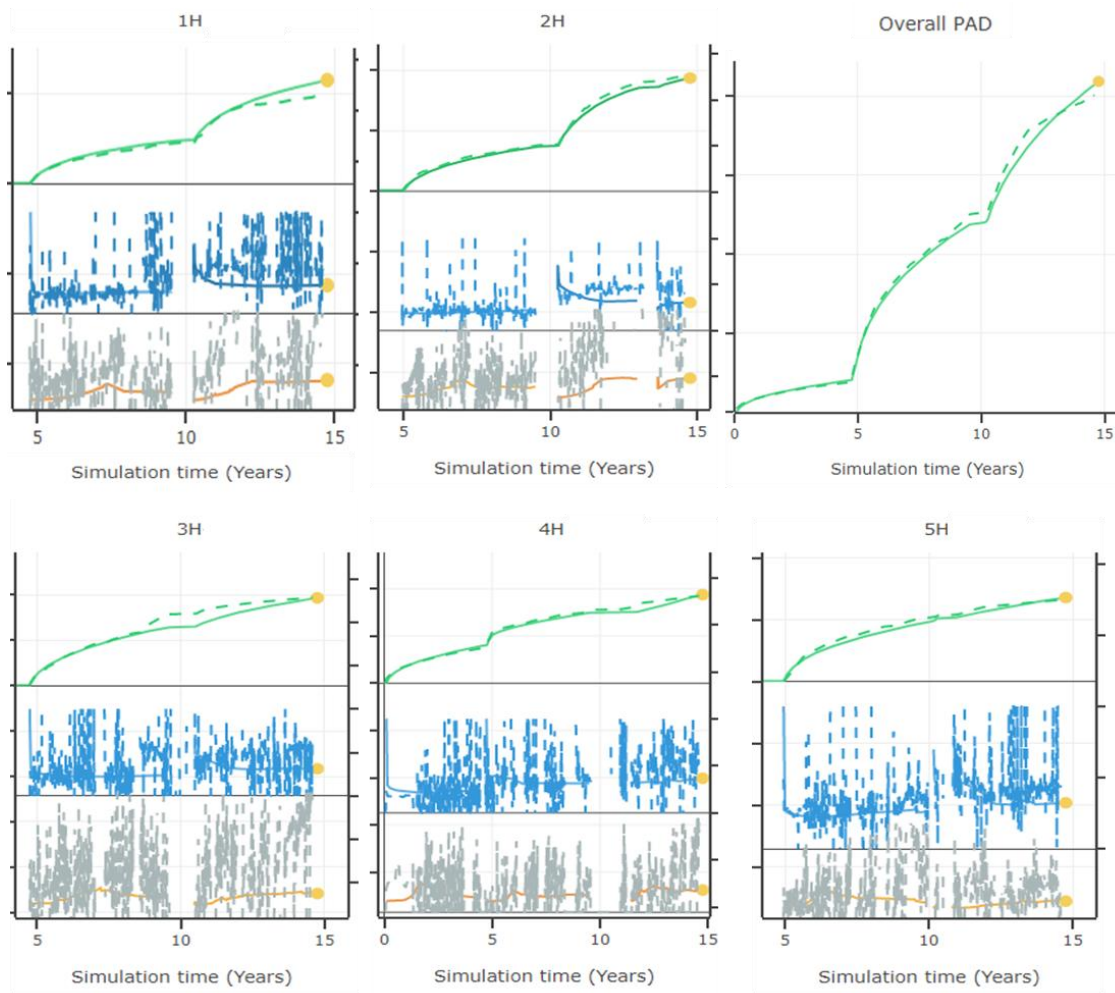 1H
2H
Overall PAD
5 10 15
5 10 15
0 5 10 15
Simulation time (Years)
Simulation time (Years)
Simulation time (Years)
3H
4H
5H
5 10 15
0 5 10 15
5 10 15
Simulation time (Years)
Simulation time (Years)
Simulation time (Years)